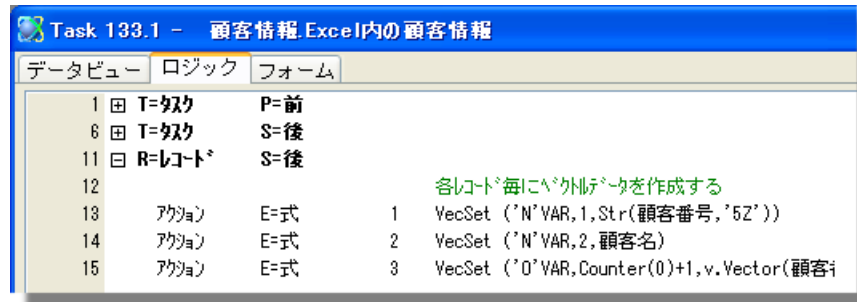 Task 133.1 - 顧客情報.Excel内の顧客情報
データビュー ロジック フォーム
1 T=タスク P=前
6 T=タスク S=後
11 R=レコード S=後
12 各レコード毎にベクトルデータを作成する
13 アクション E=式 1 VecSet ('N'VAR,1,Str(顧客番号,'5Z'))
14 アクション E=式 2 VecSet ('N'VAR,2,顧客名)
15 アクション E=式 3 VecSet ('O'VAR,Counter(0)+1,v.Vector(顧客